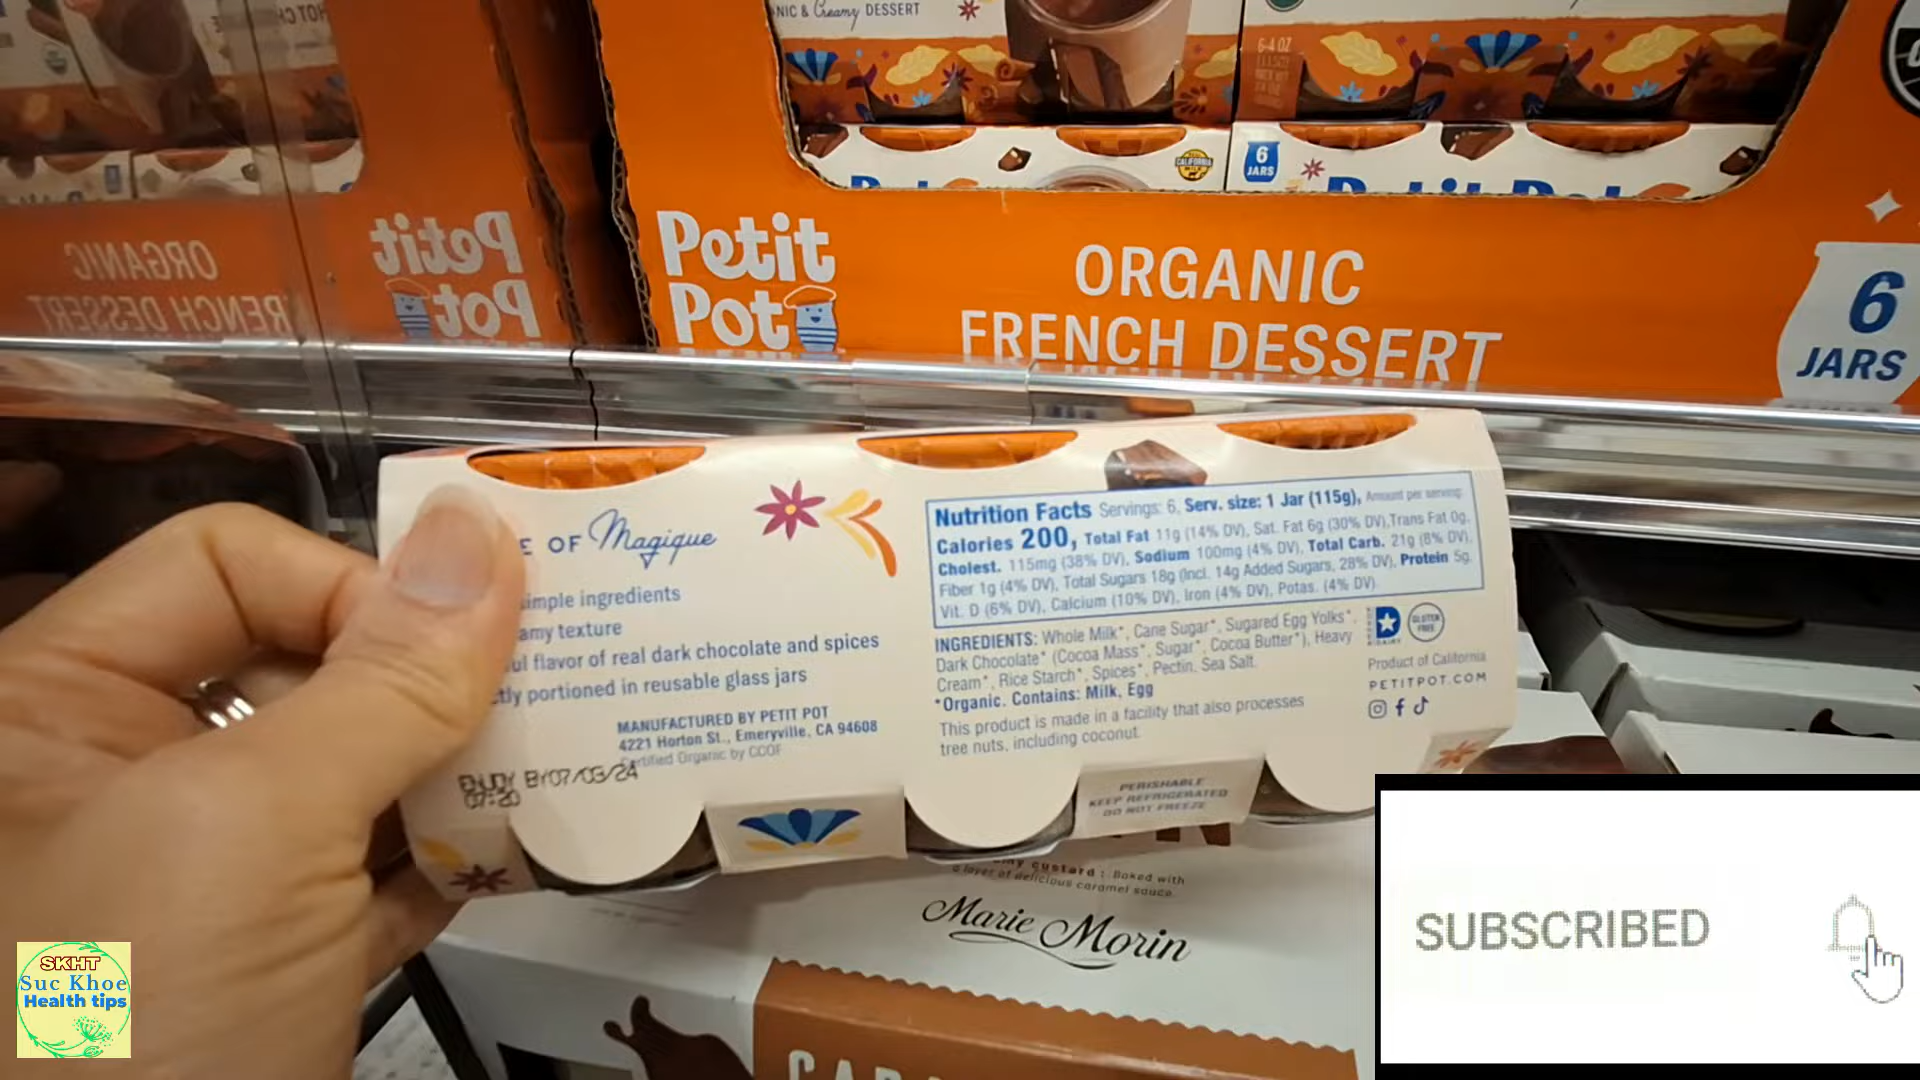 NIC & Creamy DESSERT
6-4 OZ
CALIFORNIA
6
JARS
Petit
Pot
ORGANIC
FRENCH DESSERT
6
JARS
Petit
Pot
ORGANIC
RENCH DESSERT
E OF Magique
imple ingredients
amy texture
ul flavor of real dark chocolate and spices
tly portioned in reusable glass jars
MANUFACTURED BY PETIT POT
4221 Horton St., Emeryville, CA 94608
Certified Organic by CCOF
ENJOY BY07/03/24
07:20
Nutrition Facts Servings: 6, Serv. size: 1 Jar (115g), Amount per serving:
Calories 200, Total Fat 11g (14% DV), Sat. Fat 6g (30% DV),Trans Fat 0g,
Cholest. 115mg (38% DV), Sodium 100mg (4% DV), Total Carb. 21g (8% DV),
Fiber 1g (4% DV), Total Sugars 18g (Incl. 14g Added Sugars, 28% DV), Protein 5g,
Vit. D (6% DV), Calcium (10% DV), Iron (4% DV), Potas. (4% DV)
INGREDIENTS: Whole Milk*, Cane Sugar*, Sugared Egg Yolks*,
Dark Chocolate* (Cocoa Mass*, Sugar*, Cocoa Butter*), Heavy
Cream*, Rice Starch*, Spices*, Pectin, Sea Salt.
*Organic. Contains: Milk, Egg
This product is made in a facility that also processes
tree nuts, including coconut.
GLUTEN
FREE
Product of California
PETITPOT.COM
PERISHABLE
KEEP REFRIGERATED
DO NOT FREEZE
my custard : Baked with
a layer of delicious caramel sauce.
Marie Morin
SUBSCRIBED
SKHT
Suc Khoe
Health tips